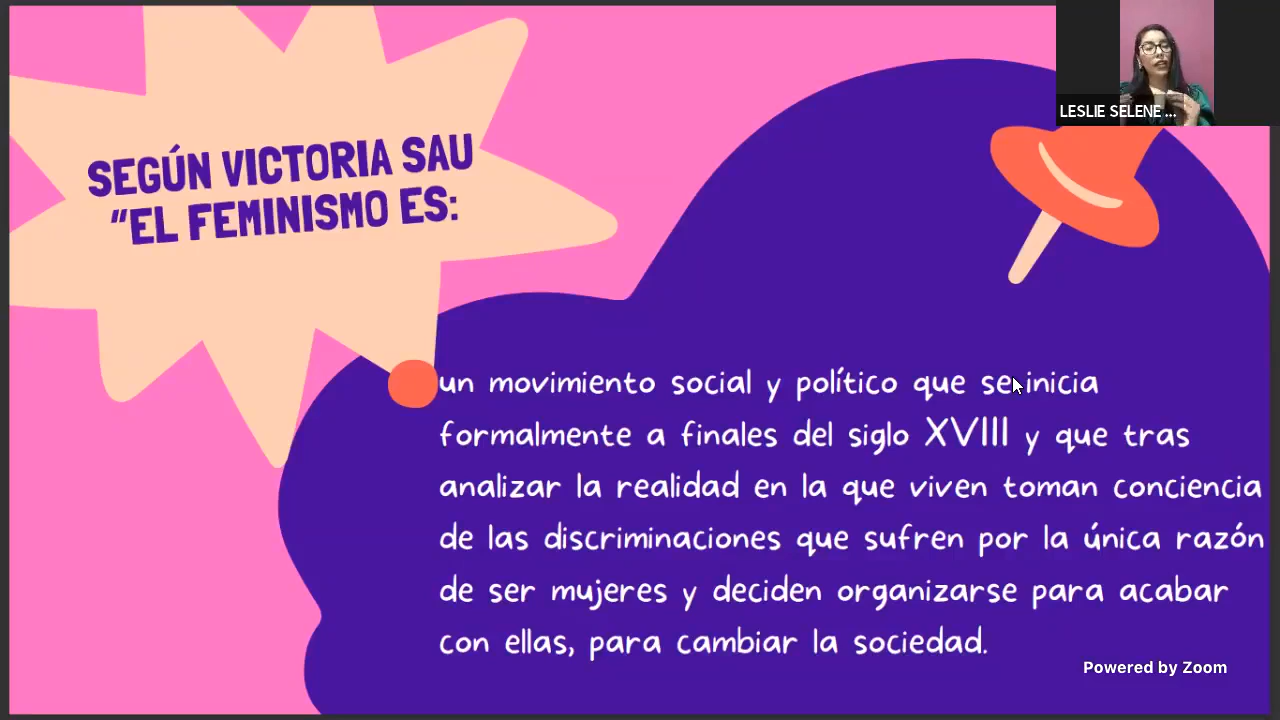 LESLIE SELENE ...
SEGÚN VICTORIA SAU
"EL FEMINISMO ES:
un movimiento social y político que se inicia
formalmente a finales del siglo XVIII y que tras
analizar la realidad en la que viven toman conciencia
de las discriminaciones que sufren por la única razón
de ser mujeres y deciden organizarse para acabar
con ellas, para cambiar la sociedad.
Powered by Zoom